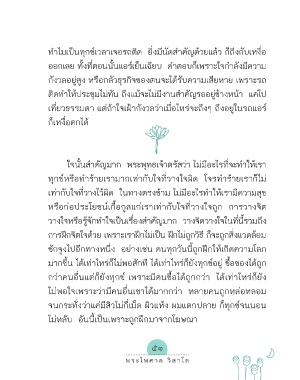 ทำไมเป็นทุกข์เวลาเจอรถติด ยิ่งมีนัดสำคัญด้วยแล้ว ก็ถึงกับเหงื่อ
ออกเลย ทั้งที่ตอนนั้นแอร์เย็นเฉียบ คำตอบก็เพราะใจกำลังมีความ
กังวลอยู่สูง หรือกลัวธุรกิจของตนจะได้รับความเสียหาย เพราะรถ
ติดทำให้ประชุมไม่ทัน ถึงแม้จะไม่มีงานสำคัญรออยู่ข้างหน้า แค่ไป
เที่ยวธรรมดา แต่ถ้าใจเฝ้ากังวลว่าเมื่อไหร่จะถึงๆ ถึงอยู่ในรถแอร์
ก็เหงื่อตกได้
ใจนั้นสำคัญมาก พระพุทธเจ้าตรัสว่า ไม่มีอะไรที่จะทำให้เรา
ทุกข์หรือทำร้ายเรามากเท่ากับใจที่วางใจผิด โจรทำร้ายเราก็ไม่
เท่ากับใจที่วางไว้ผิด ในทางตรงข้าม ไม่มีอะไรทำให้เรามีความสุข
หรือก่อประโยชน์เกื้อกูลแก่เราเท่ากับใจที่วางใจถูก การวางจิต
วางใจหรือรู้จักทำใจเป็นเรื่องสำคัญมาก วางจิตวางใจในที่นี้รวมถึง
การฝึกจิตใจด้วย เพราะเราฝึกไม่เป็น ฝึกไม่ถูกวิธี ก็จะถูกสิ่งแวดล้อม
ชักจูงไปอีกทางหนึ่ง อย่างเช่น คนทุกวันนี้ถูกฝึกให้เกิดความโลภ
มากขึ้น ได้เท่าไหร่ก็ไม่พอสักที ได้เท่าไหร่ก็ยังทุกข์อยู่ ซื้อของได้ถูก
กว่าคนอื่นแต่ก็ยังทุกข์ เพราะมีคนซื้อได้ถูกกว่า ได้เท่าไหร่ก็ยัง
ไม่พอใจเพราะว่ามีคนอื่นเขาได้มากกว่า หลายคนถูกหล่อหลอม
จนกระทั่งว่าแค่มีสิวไม่กี่เม็ด ผิวแห้ง ผมแตกปลาย ก็ทุกข์จนนอน
ไม่หลับ อันนี้เป็นเพราะถูกฝึกมาจากโฆษณา
พระไพศาล วิสาโล